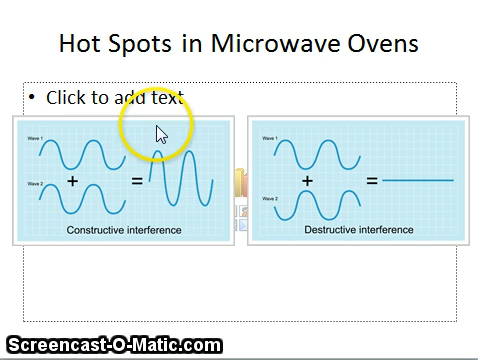 Hot Spots in Microwave Ovens
• Click to add text
Wave 1
+
=
Wave 2
Constructive interference
Wave 1
+
=
Wave 2
Destructive interference
Screencast-O-Matic.com